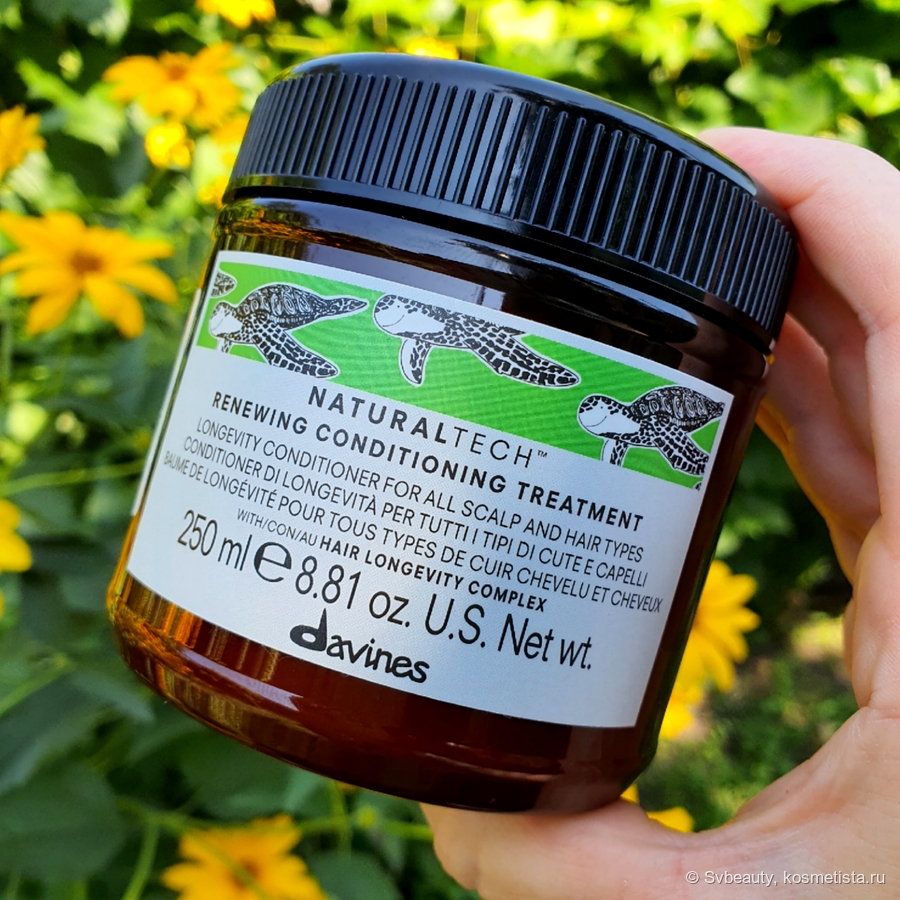 NATURALTECH™
RENEWING CONDITIONING TREATMENT
LONGEVITY CONDITIONER FOR ALL SCALP AND HAIR TYPES
CONDITIONER DI LONGEVITÀ PER TUTTI I TIPI DI CUTE E CAPELLI
BAUME DE LONGÉVITÉ POUR TOUS TYPES DE CUIR CHEVELU ET CHEVEUX
WITH/CON/AU HAIR LONGEVITY COMPLEX
250 ml ℮ 8.81 oz. U.S. Net wt.
davines
© Svbeauty, kosmetista.ru